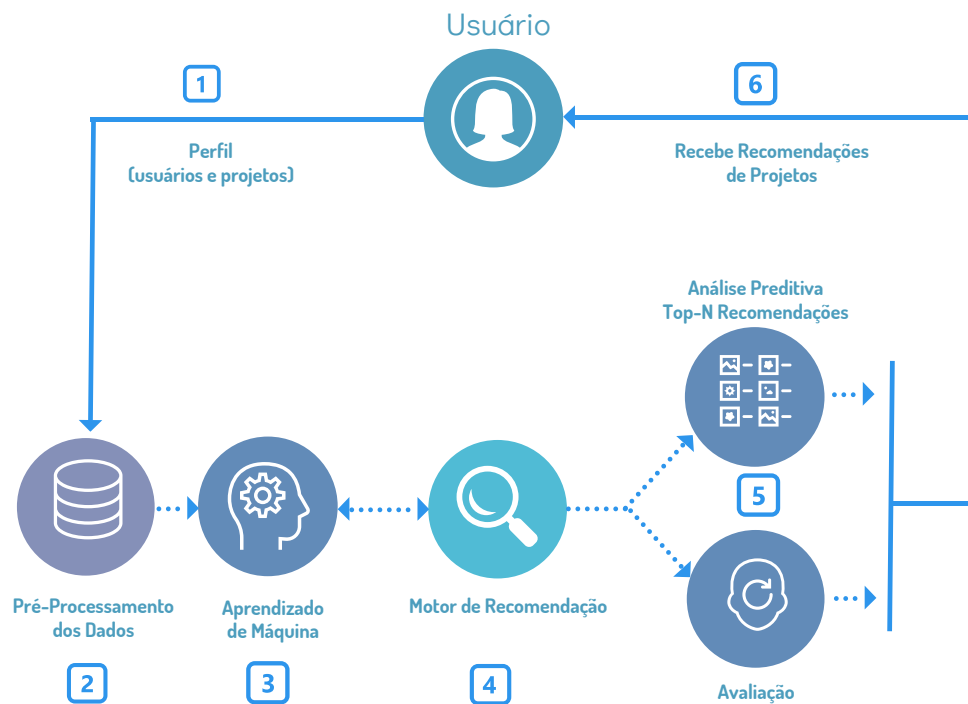 Usuário
1
6
Perfil
(usuários e projetos)
Recebe Recomendações
de Projetos
Análise Preditiva
Top-N Recomendações
5
Pré-Processamento
dos Dados
Aprendizado
de Máquina
Motor de Recomendação
2
3
4
Avaliação